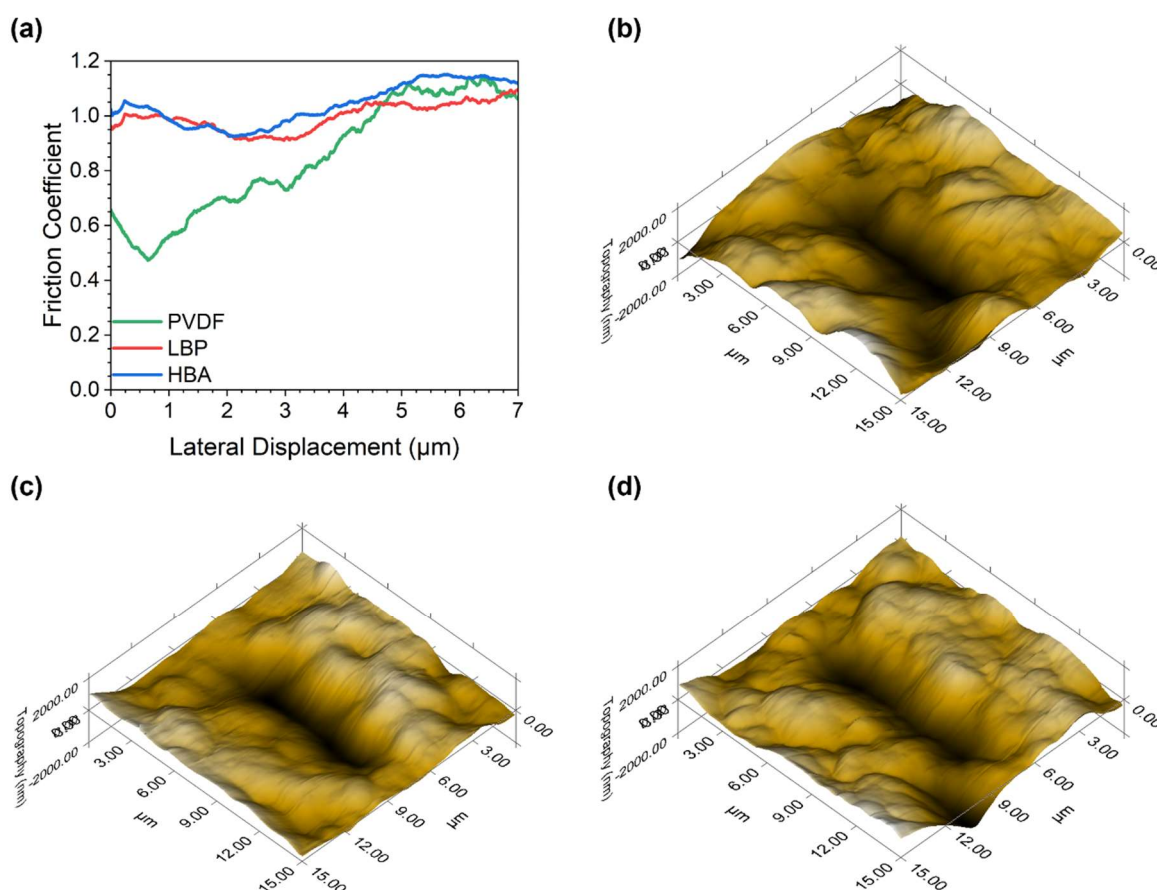 (a)
1.2
1.0
0.8
0.6
0.4
0.2
0.0
Friction Coefficient
PVDF
LBP
HBA
0 1 2 3 4 5 6 7
Lateral Displacement (µm)
(b)
2000.00
-2000.00
Topography (nm)
3.00
6.00
9.00
12.00
15.00
µm
0.00
3.00
6.00
9.00
12.00
15.00
µm
(c)
2000.00
-2000.00
Topography (nm)
3.00
6.00
9.00
12.00
15.00
µm
0.00
3.00
6.00
9.00
12.00
15.00
µm
(d)
2000.00
-2000.00
Topography (nm)
3.00
6.00
9.00
12.00
15.00
µm
0.00
3.00
6.00
9.00
12.00
15.00
µm